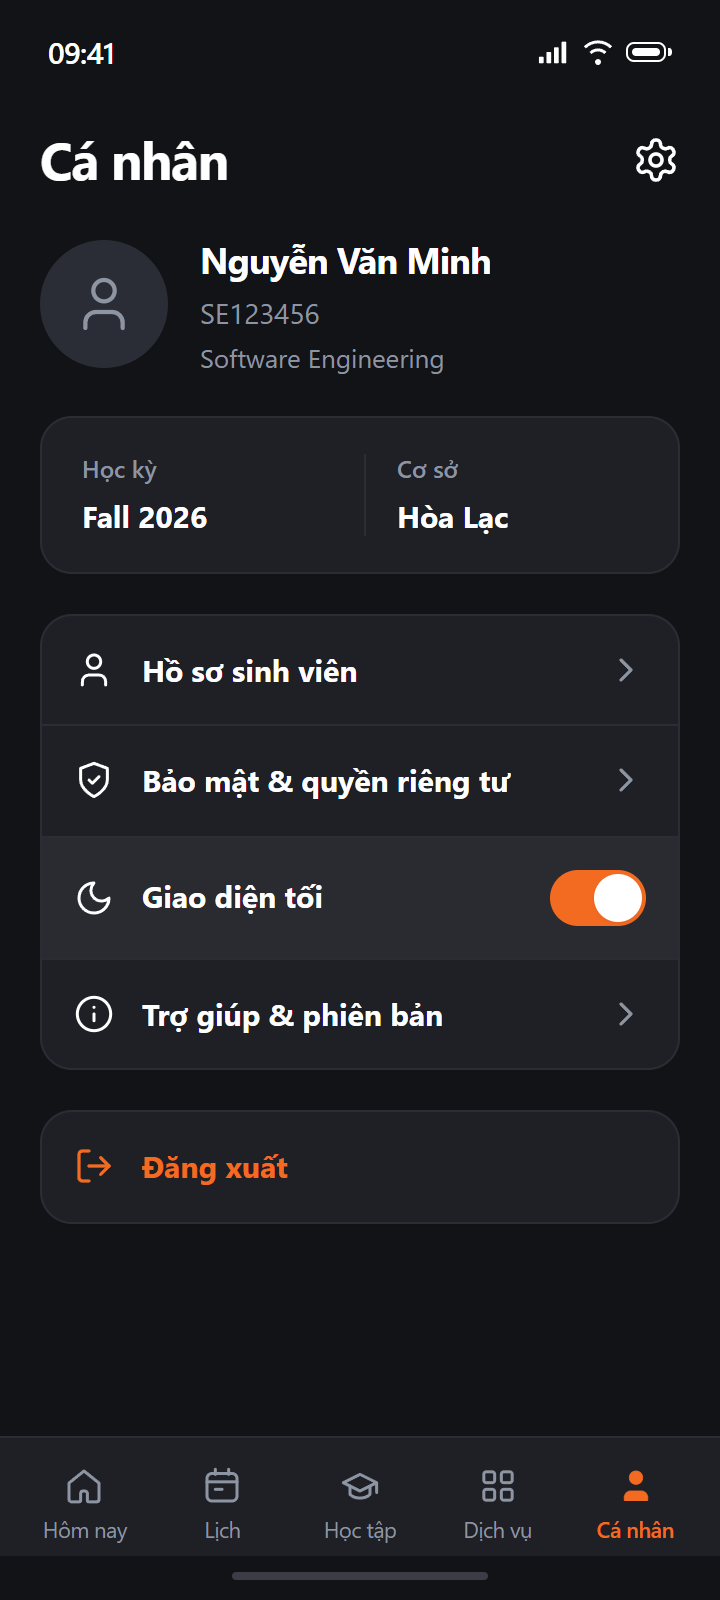 09:41
Cá nhân
Nguyễn Văn Minh
SE123456
Software Engineering
Học kỳ
Fall 2026
Cơ sở
Hòa Lạc
Hồ sơ sinh viên
Bảo mật & quyền riêng tư
Giao diện tối
Trợ giúp & phiên bản
Đăng xuất
Hôm nay
Lịch
Học tập
Dịch vụ
Cá nhân